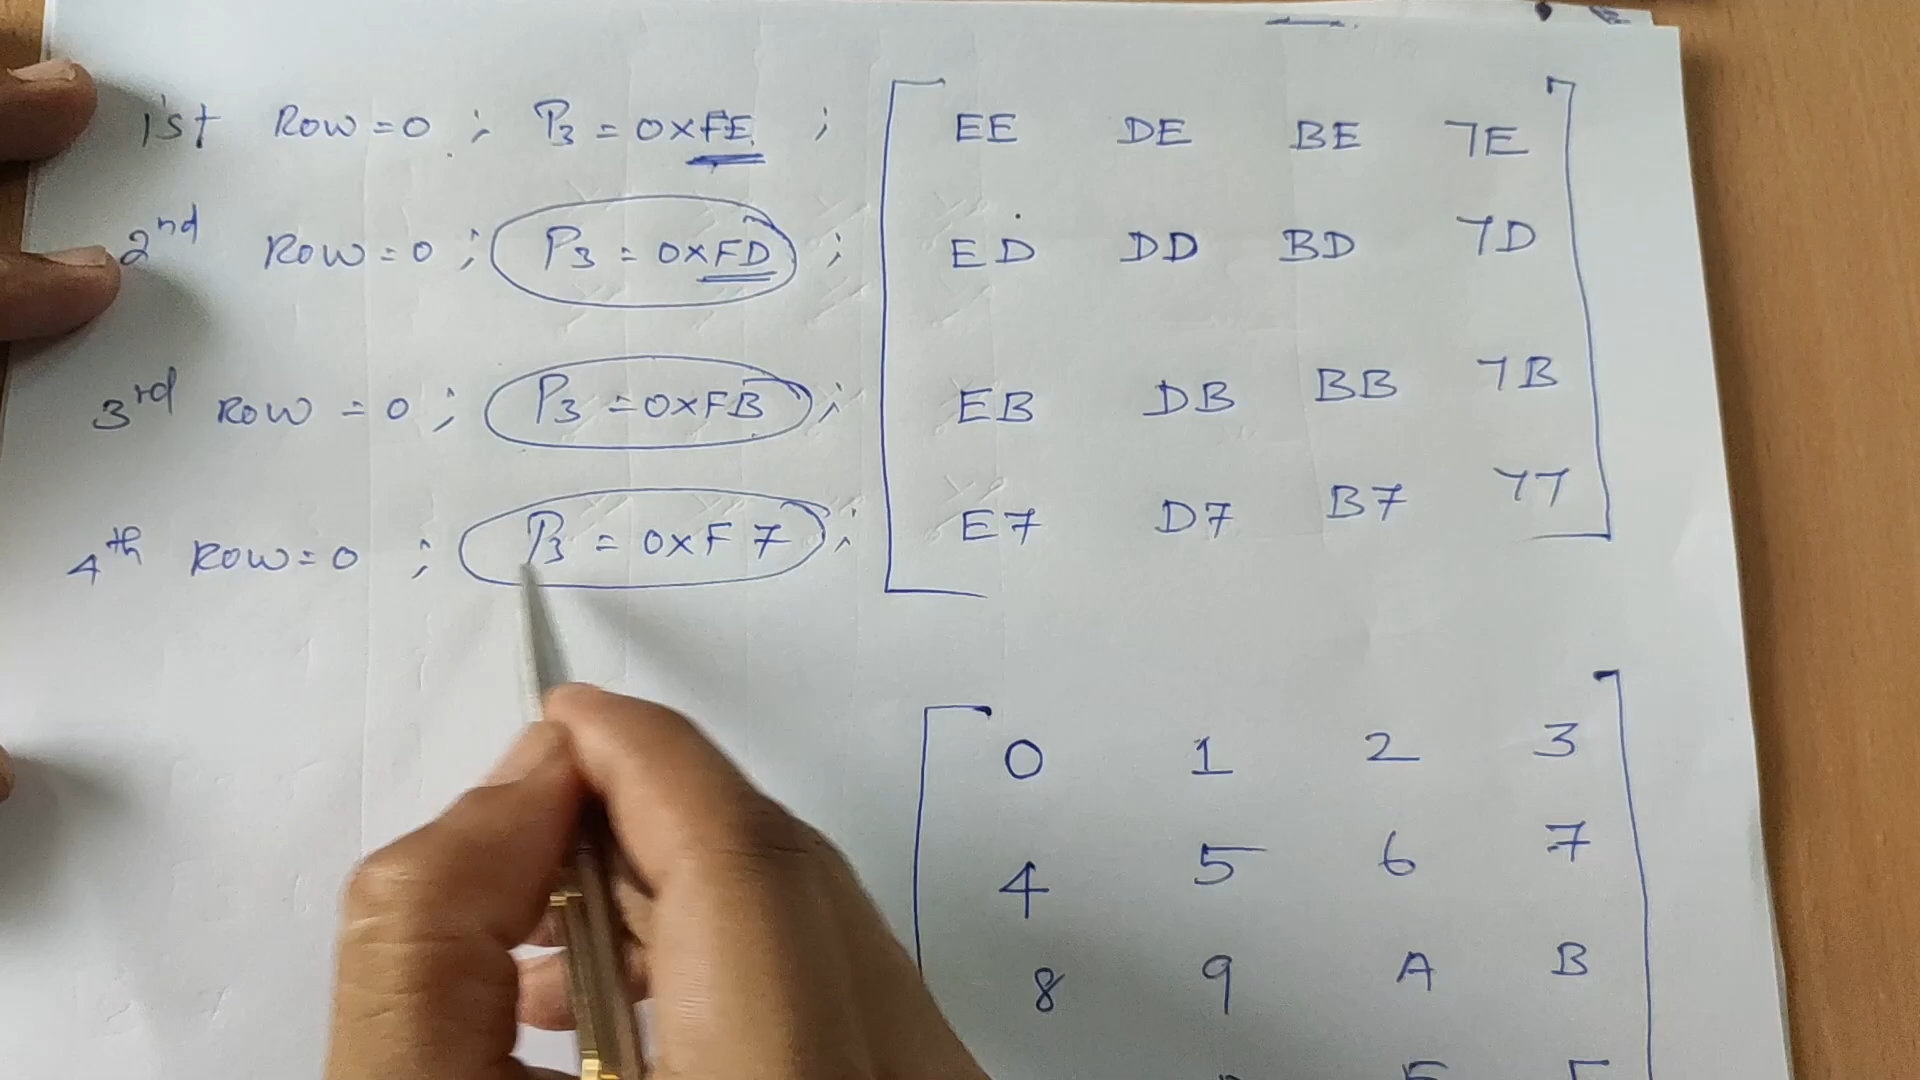 1st Row=0 ; P3 = 0xFE ; EE DE BE 7E
2nd Row=0 ; P3 = 0xFD ; ED DD BD 7D
3rd Row=0 ; P3 = 0xFB ; EB DB BB 7B
4th Row=0 ; P3 = 0xF7 ; E7 D7 B7 77
0 1 2 3
4 5 6 7
8 9 A B